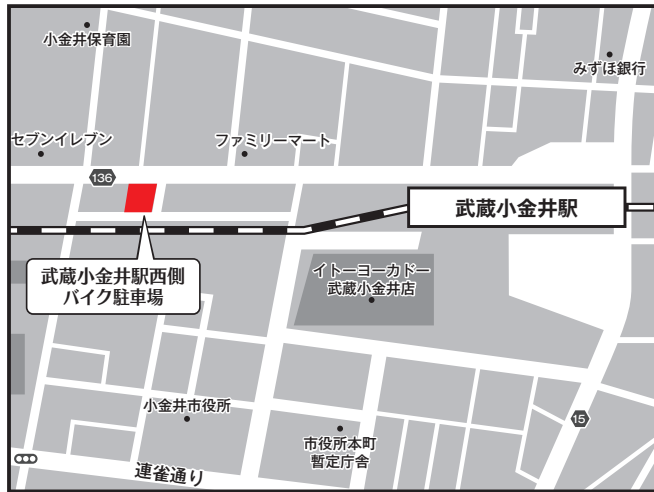 小金井保育園
みずほ銀行
セブンイレブン
ファミリーマート
136
武蔵小金井駅
武蔵小金井駅西側
バイク駐車場
イトーヨーカドー
武蔵小金井店
小金井市役所
15
市役所本町
暫定庁舎
連雀通り